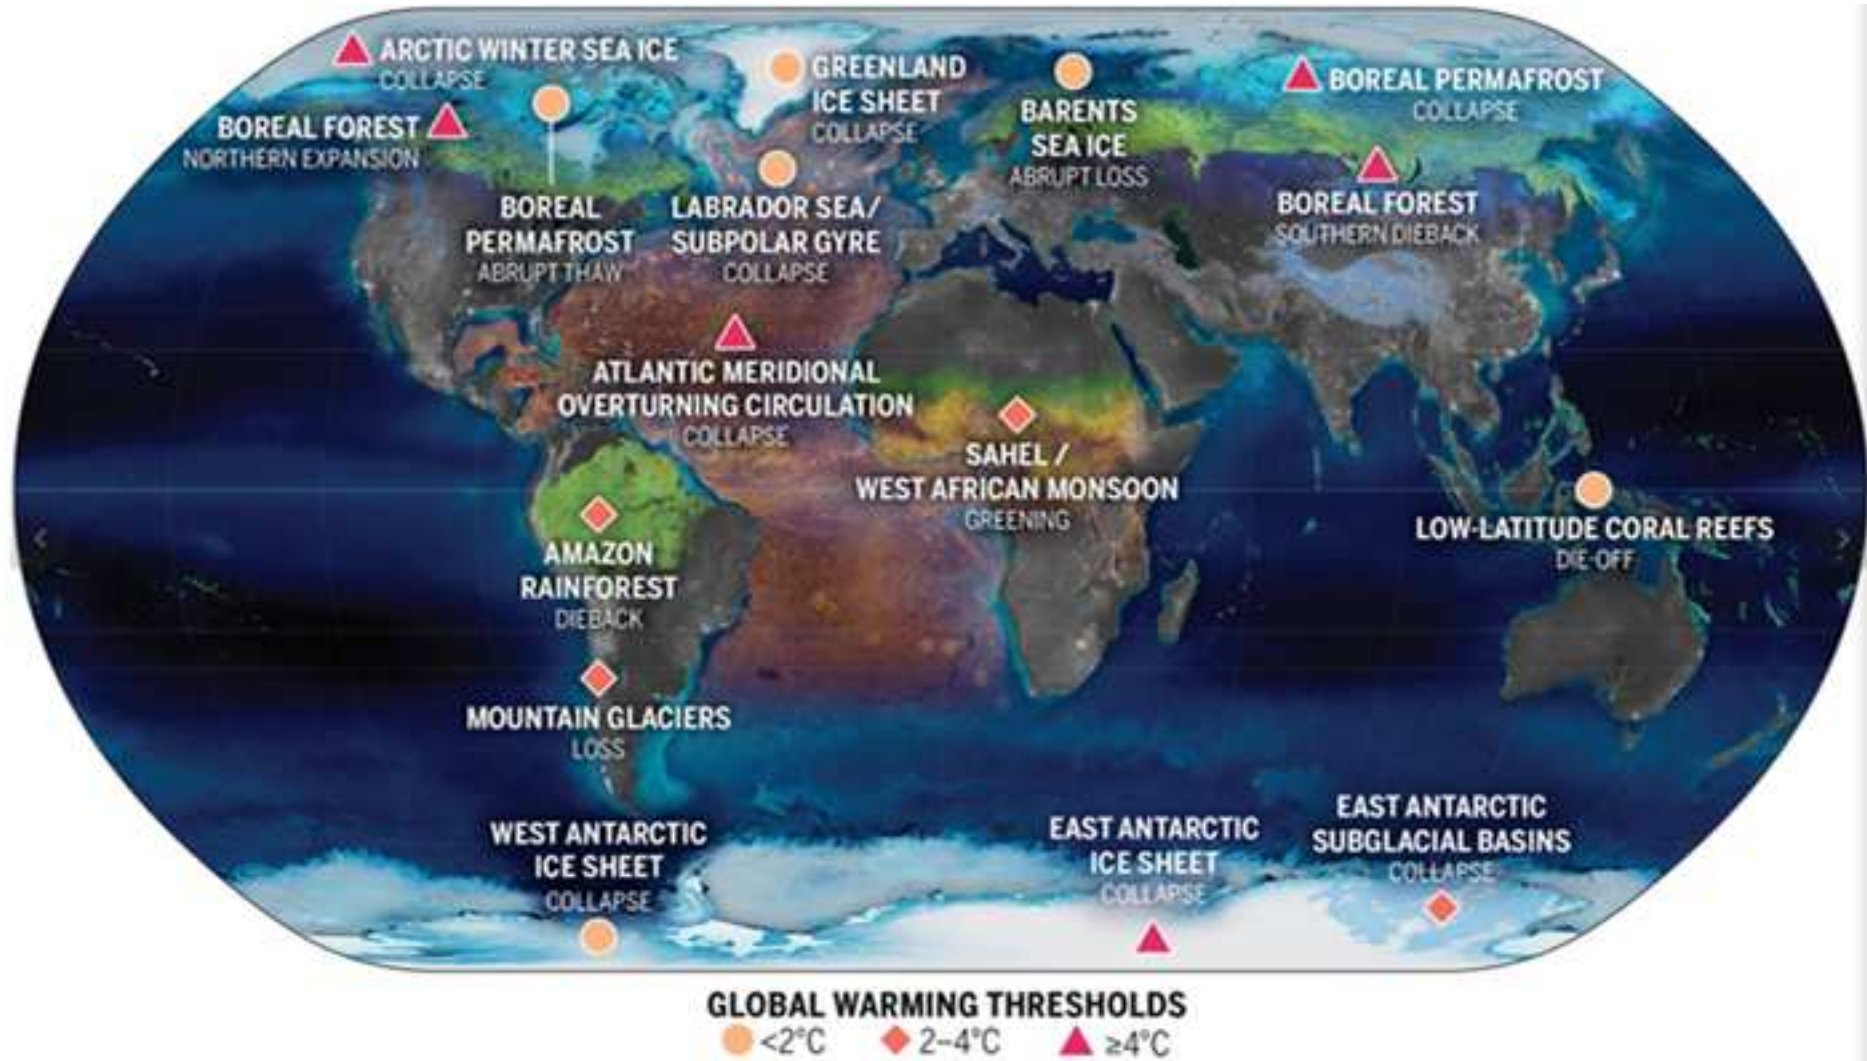 ARCTIC WINTER SEA ICE
COLLAPSE
BOREAL FOREST
NORTHERN EXPANSION
BOREAL
PERMAFROST
ABRUPT THAW
GREENLAND
ICE SHEET
COLLAPSE
LABRADOR SEA/
SUBPOLAR GYRE
COLLAPSE
BARENTS
SEA ICE
ABRUPT LOSS
BOREAL PERMAFROST
COLLAPSE
BOREAL FOREST
SOUTHERN DIEBACK
ATLANTIC MERIDIONAL
OVERTURNING CIRCULATION
COLLAPSE
SAHEL /
WEST AFRICAN MONSOON
GREENING
LOW-LATITUDE CORAL REEFS
DIE-OFF
AMAZON
RAINFOREST
DIEBACK
MOUNTAIN GLACIERS
LOSS
WEST ANTARCTIC
ICE SHEET
COLLAPSE
EAST ANTARCTIC
ICE SHEET
COLLAPSE
EAST ANTARCTIC
SUBGLACIAL BASINS
COLLAPSE
GLOBAL WARMING THRESHOLDS
<2°C 2–4°C ≥4°C